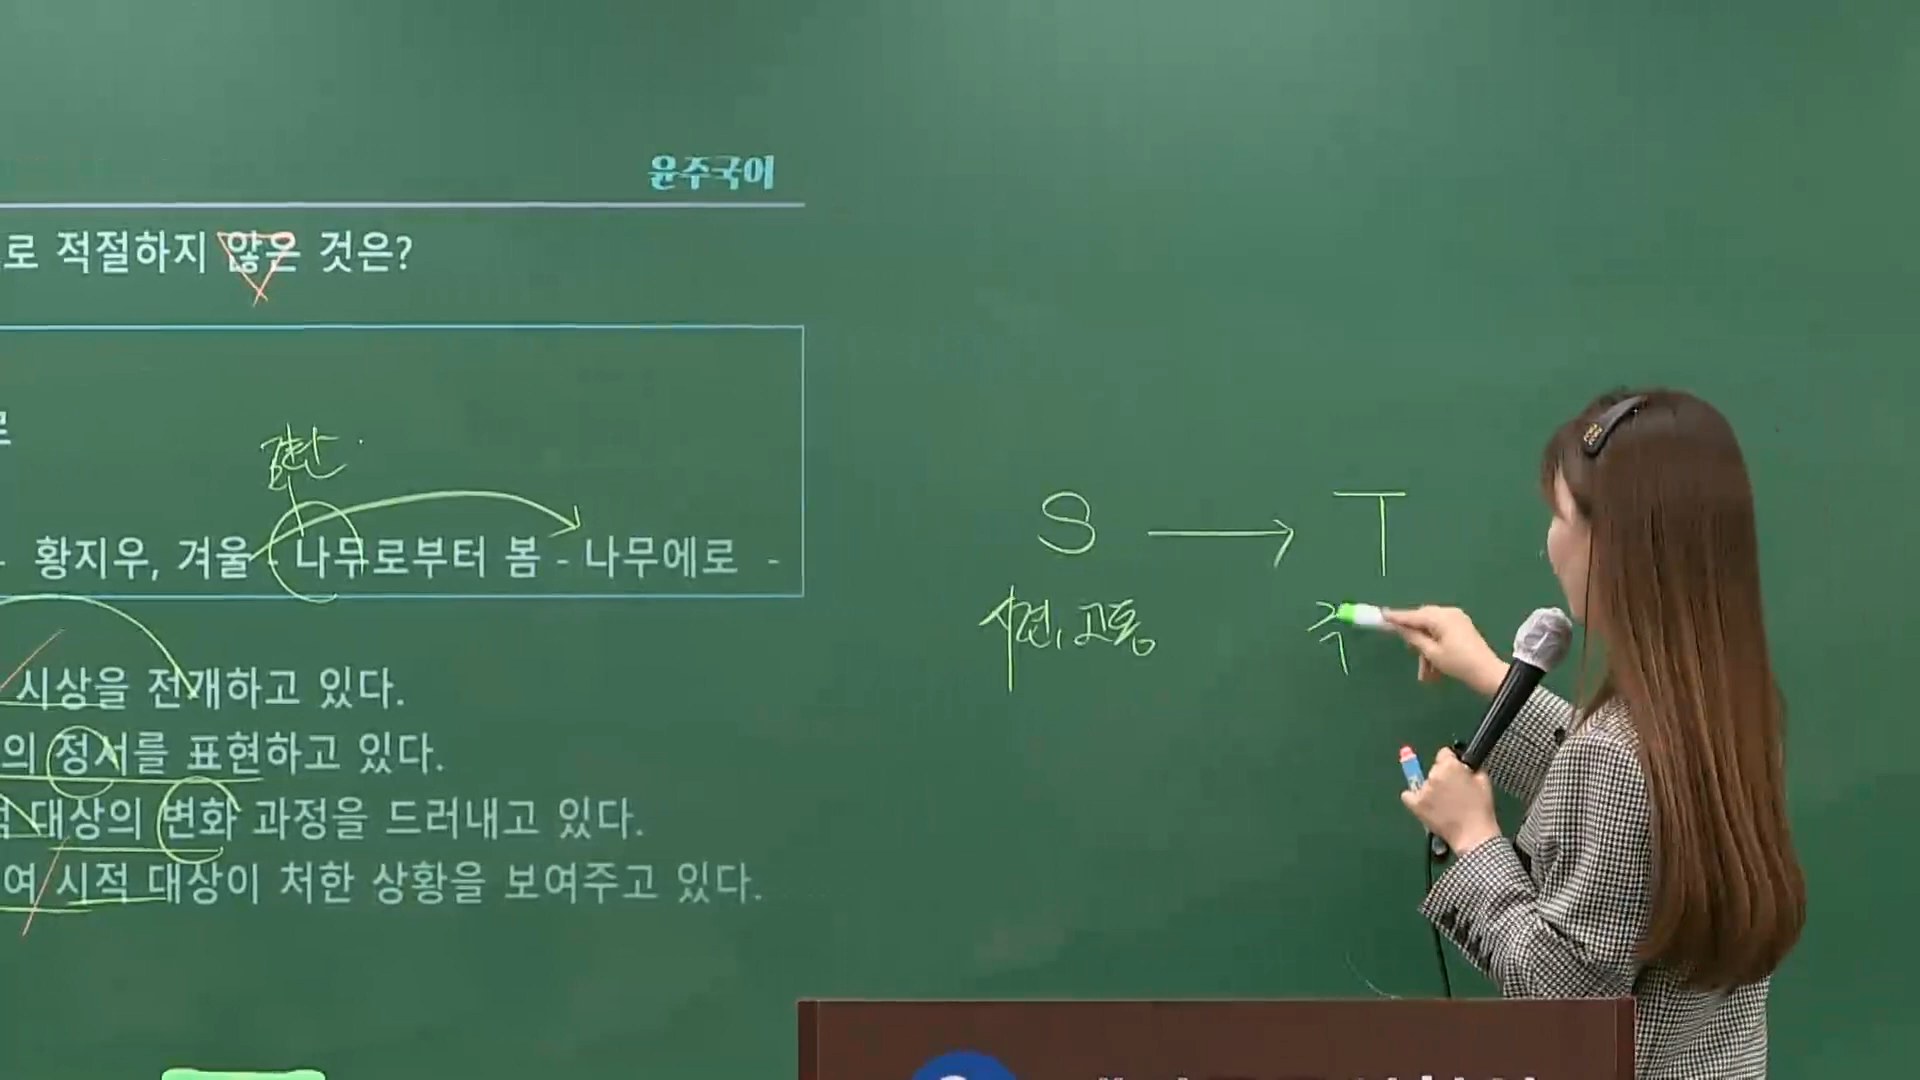 윤주국어
로 적절하지 않은 것은?
결산
- 황지우, 겨울 - 나무로부터 봄 - 나무에로 -
S → T
시련, 고통
시상을 전개하고 있다.
의 정서를 표현하고 있다.
대상의 변화 과정을 드러내고 있다.
여 시적 대상이 처한 상황을 보여주고 있다.